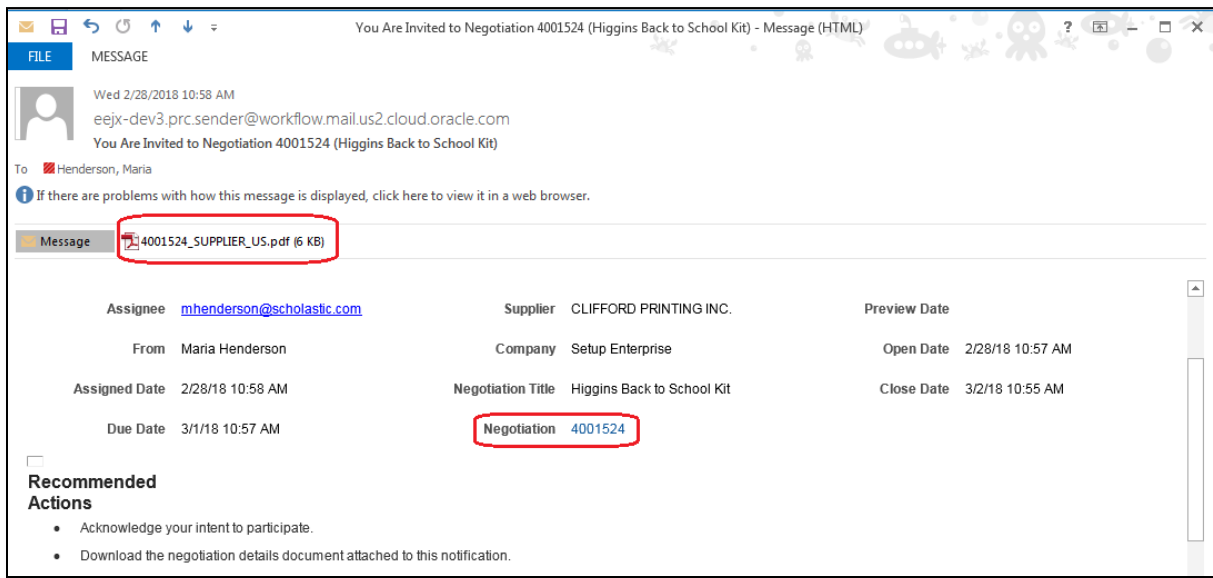 You Are Invited to Negotiation 4001524 (Higgins Back to School Kit) - Message (HTML)
FILE MESSAGE
Wed 2/28/2018 10:58 AM
eejx-dev3.prc.sender@workflow.mail.us2.cloud.oracle.com
You Are Invited to Negotiation 4001524 (Higgins Back to School Kit)
To Henderson, Maria
If there are problems with how this message is displayed, click here to view it in a web browser.
Message 4001524_SUPPLIER_US.pdf (6 KB)
Assignee mhenderson@scholastic.com Supplier CLIFFORD PRINTING INC. Preview Date
From Maria Henderson Company Setup Enterprise Open Date 2/28/18 10:57 AM
Assigned Date 2/28/18 10:58 AM Negotiation Title Higgins Back to School Kit Close Date 3/2/18 10:55 AM
Due Date 3/1/18 10:57 AM Negotiation 4001524
Recommended
Actions
• Acknowledge your intent to participate.
• Download the negotiation details document attached to this notification.